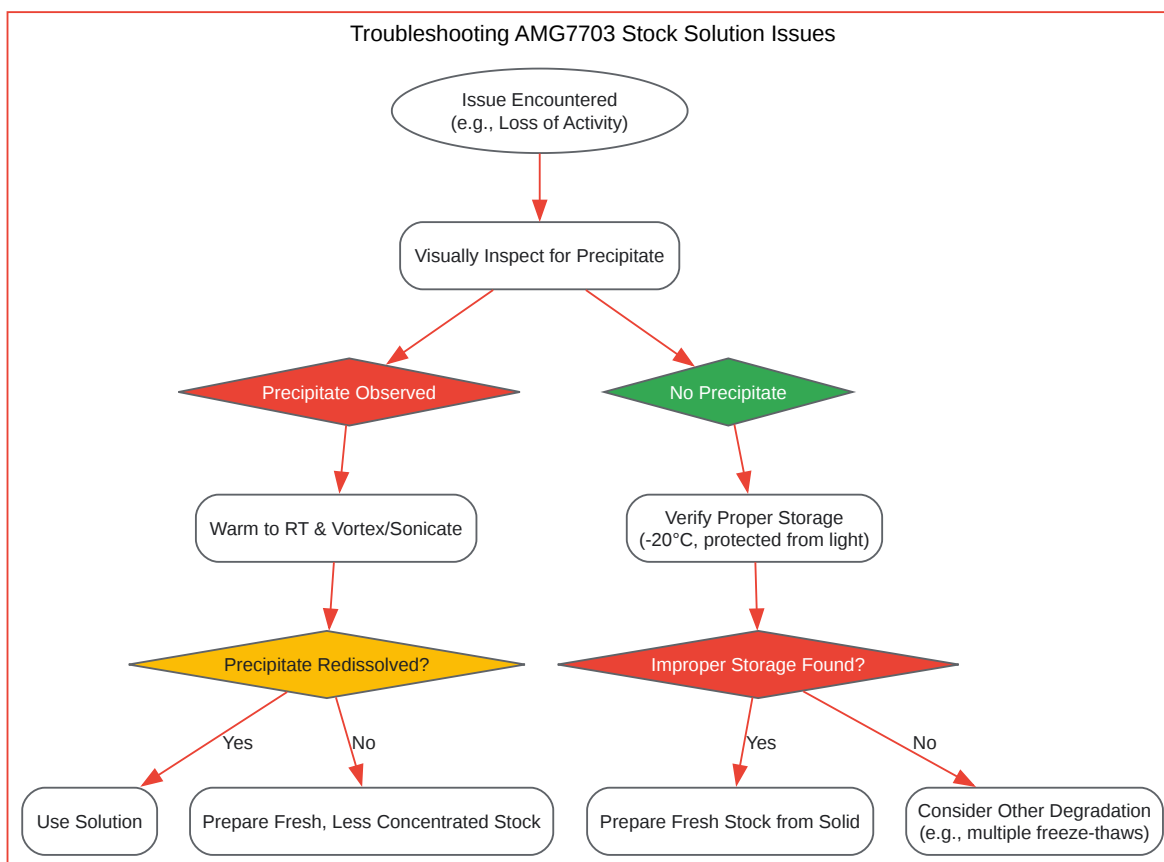 Troubleshooting AMG7703 Stock Solution Issues
Issue Encountered
(e.g., Loss of Activity)
Visually Inspect for Precipitate
Precipitate Observed
No Precipitate
Warm to RT & Vortex/Sonicate
Verify Proper Storage
(-20°C, protected from light)
Precipitate Redissolved?
Improper Storage Found?
Yes
No
Yes
No
Use Solution
Prepare Fresh, Less Concentrated Stock
Prepare Fresh Stock from Solid
Consider Other Degradation
(e.g., multiple freeze-thaws)